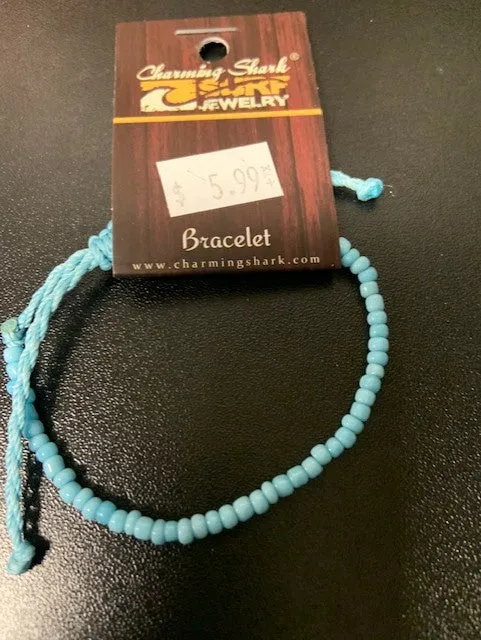 Charming Shark®
SURF
JEWELRY
$ 5.99
Bracelet
www.charmingshark.com